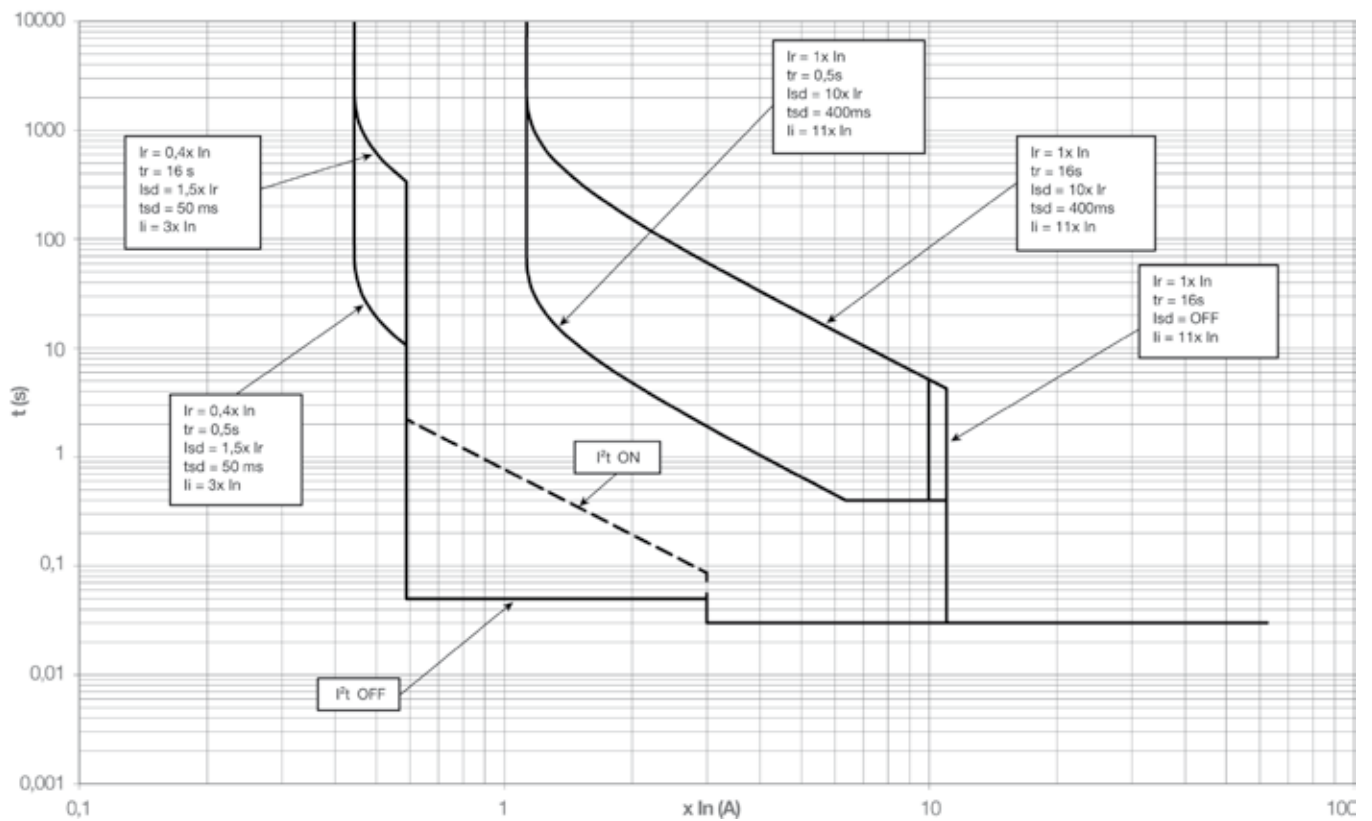 10000
1000
100
10
1
0,1
0,01
0,001
t (s)
Ir = 0,4x In
tr = 16 s
Isd = 1,5x Ir
tsd = 50 ms
Ii = 3x In
Ir = 0,4x In
tr = 0,5s
Isd = 1,5x Ir
tsd = 50 ms
Ii = 3x In
Ir = 1x In
tr = 0,5s
Isd = 10x Ir
tsd = 400ms
Ii = 11x In
Ir = 1x In
tr = 16s
Isd = 10x Ir
tsd = 400ms
Ii = 11x In
Ir = 1x In
tr = 16s
Isd = OFF
Ii = 11x In
I²t ON
I²t OFF
0,1
1
x In (A)
10
100